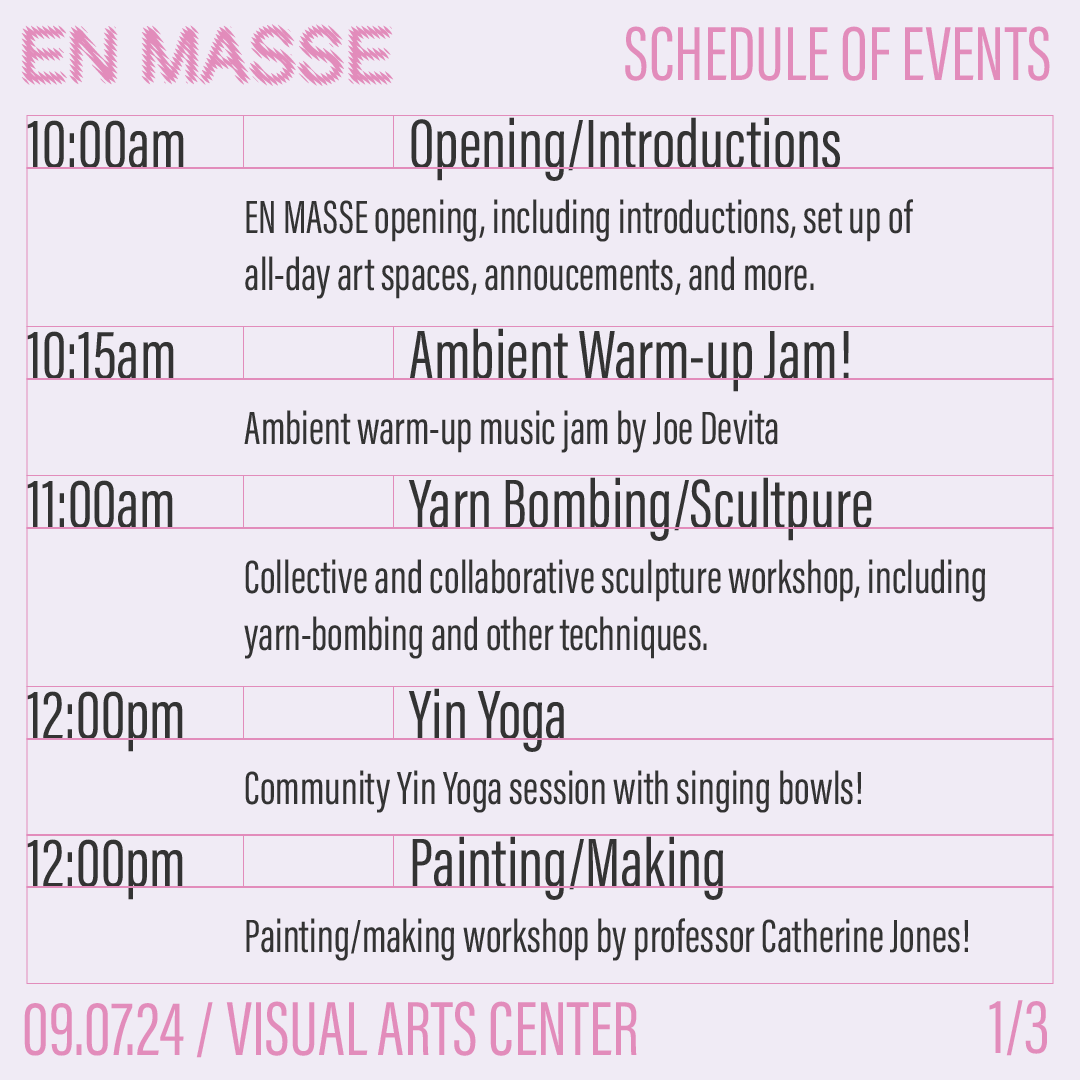 EN MASSE
SCHEDULE OF EVENTS
10:00am Opening/Introductions
EN MASSE opening, including introductions, set up of
all-day art spaces, annoucements, and more.
10:15am Ambient Warm-up Jam!
Ambient warm-up music jam by Joe Devita
11:00am Yarn Bombing/Scultpure
Collective and collaborative sculpture workshop, including
yarn-bombing and other techniques.
12:00pm Yin Yoga
Community Yin Yoga session with singing bowls!
12:00pm Painting/Making
Painting/making workshop by professor Catherine Jones!
09.07.24 / VISUAL ARTS CENTER
1/3